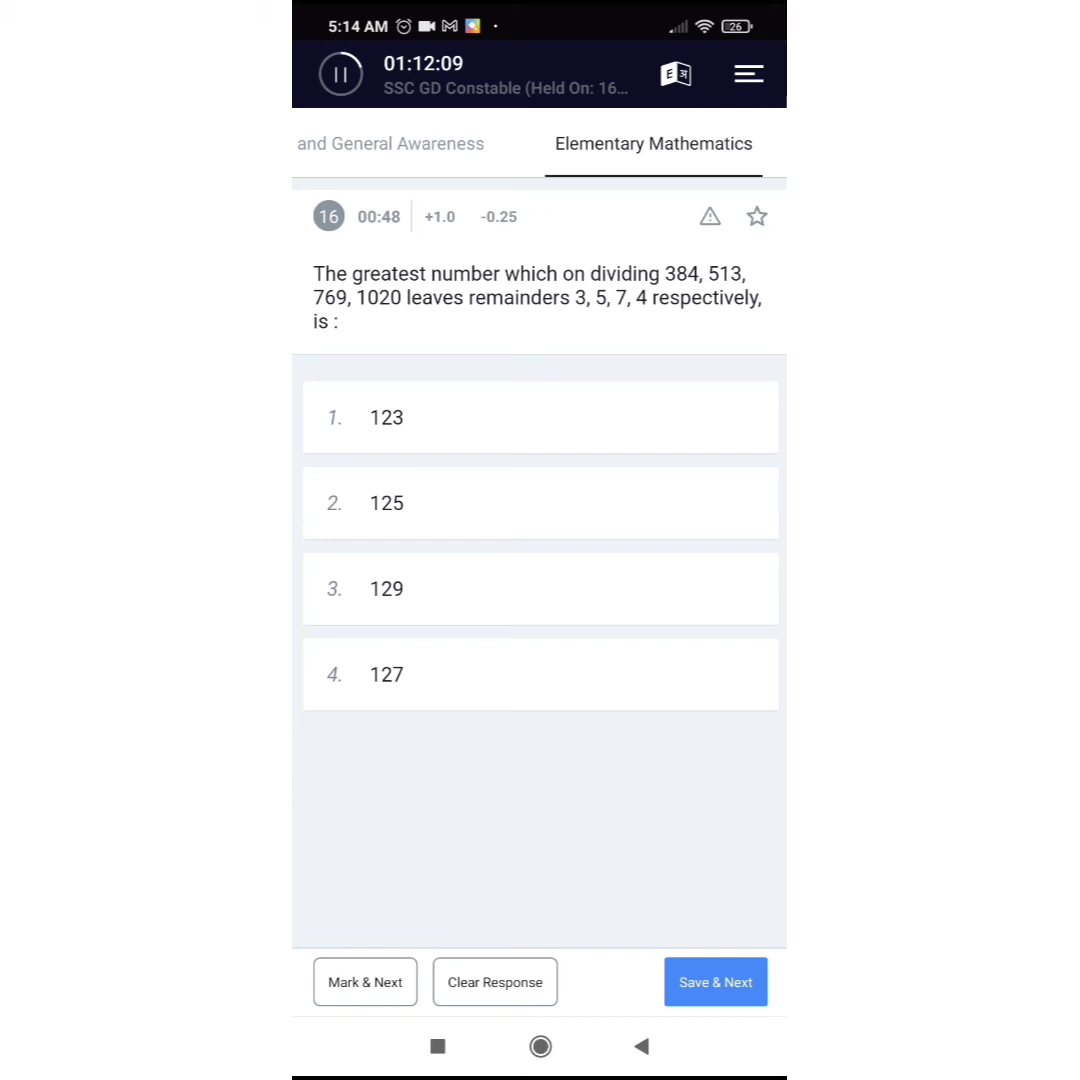 5:14 AM
26
01:12:09
SSC GD Constable (Held On: 16...
E अ
and General Awareness
Elementary Mathematics
16 00:48 +1.0 -0.25
The greatest number which on dividing 384, 513,
769, 1020 leaves remainders 3, 5, 7, 4 respectively,
is :
1. 123
2. 125
3. 129
4. 127
Mark & Next
Clear Response
Save & Next